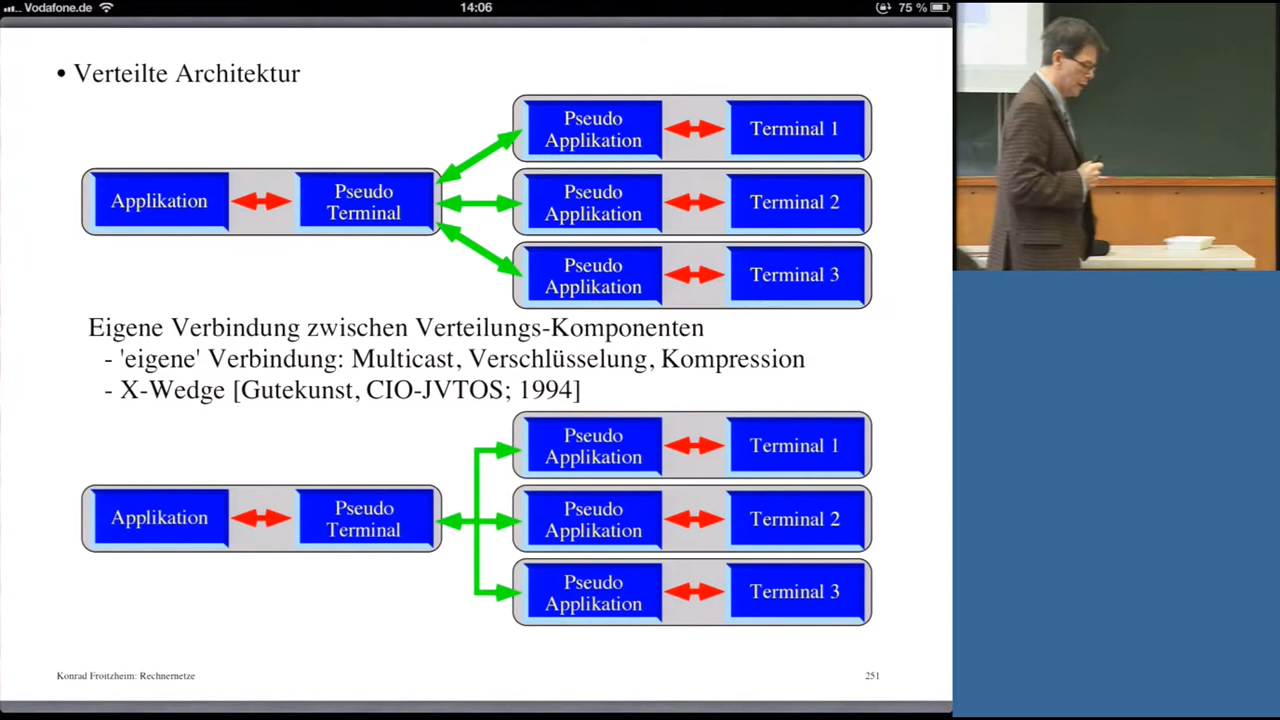 Vodafone.de
14:06
75 %
• Verteilte Architektur
Pseudo
Applikation
Terminal 1
Applikation
Pseudo
Terminal
Pseudo
Applikation
Terminal 2
Pseudo
Applikation
Terminal 3
Eigene Verbindung zwischen Verteilungs-Komponenten
- 'eigene' Verbindung: Multicast, Verschlüsselung, Kompression
- X-Wedge [Gutekunst, CIO-JVTOS; 1994]
Pseudo
Applikation
Terminal 1
Applikation
Pseudo
Terminal
Pseudo
Applikation
Terminal 2
Pseudo
Applikation
Terminal 3
Konrad Froitzheim: Rechnernetze
251